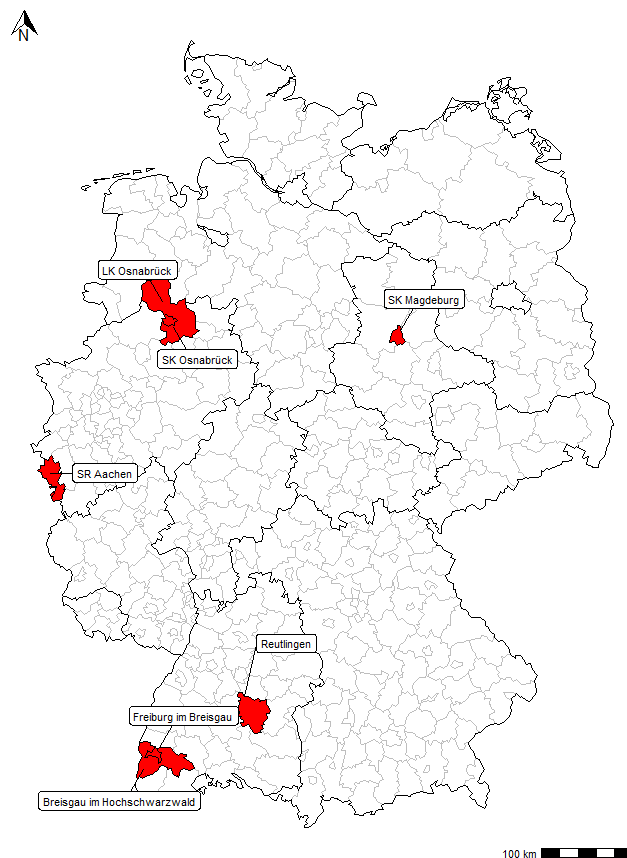 N
LK Osnabrück
SK Magdeburg
SK Osnabrück
SR Aachen
Reutlingen
Freiburg im Breisgau
Breisgau im Hochschwarzwald
100 km